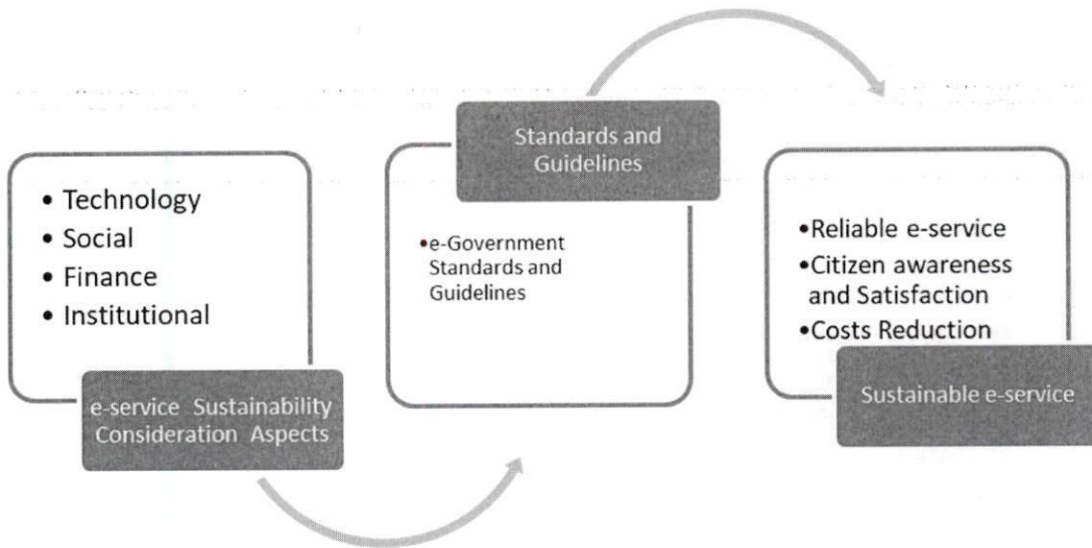 • Technology
• Social
• Finance
• Institutional
e-service Sustainability
Consideration Aspects
Standards and
Guidelines
•e-Government
Standards and
Guidelines
•Reliable e-service
•Citizen awareness
and Satisfaction
•Costs Reduction
Sustainable e-service